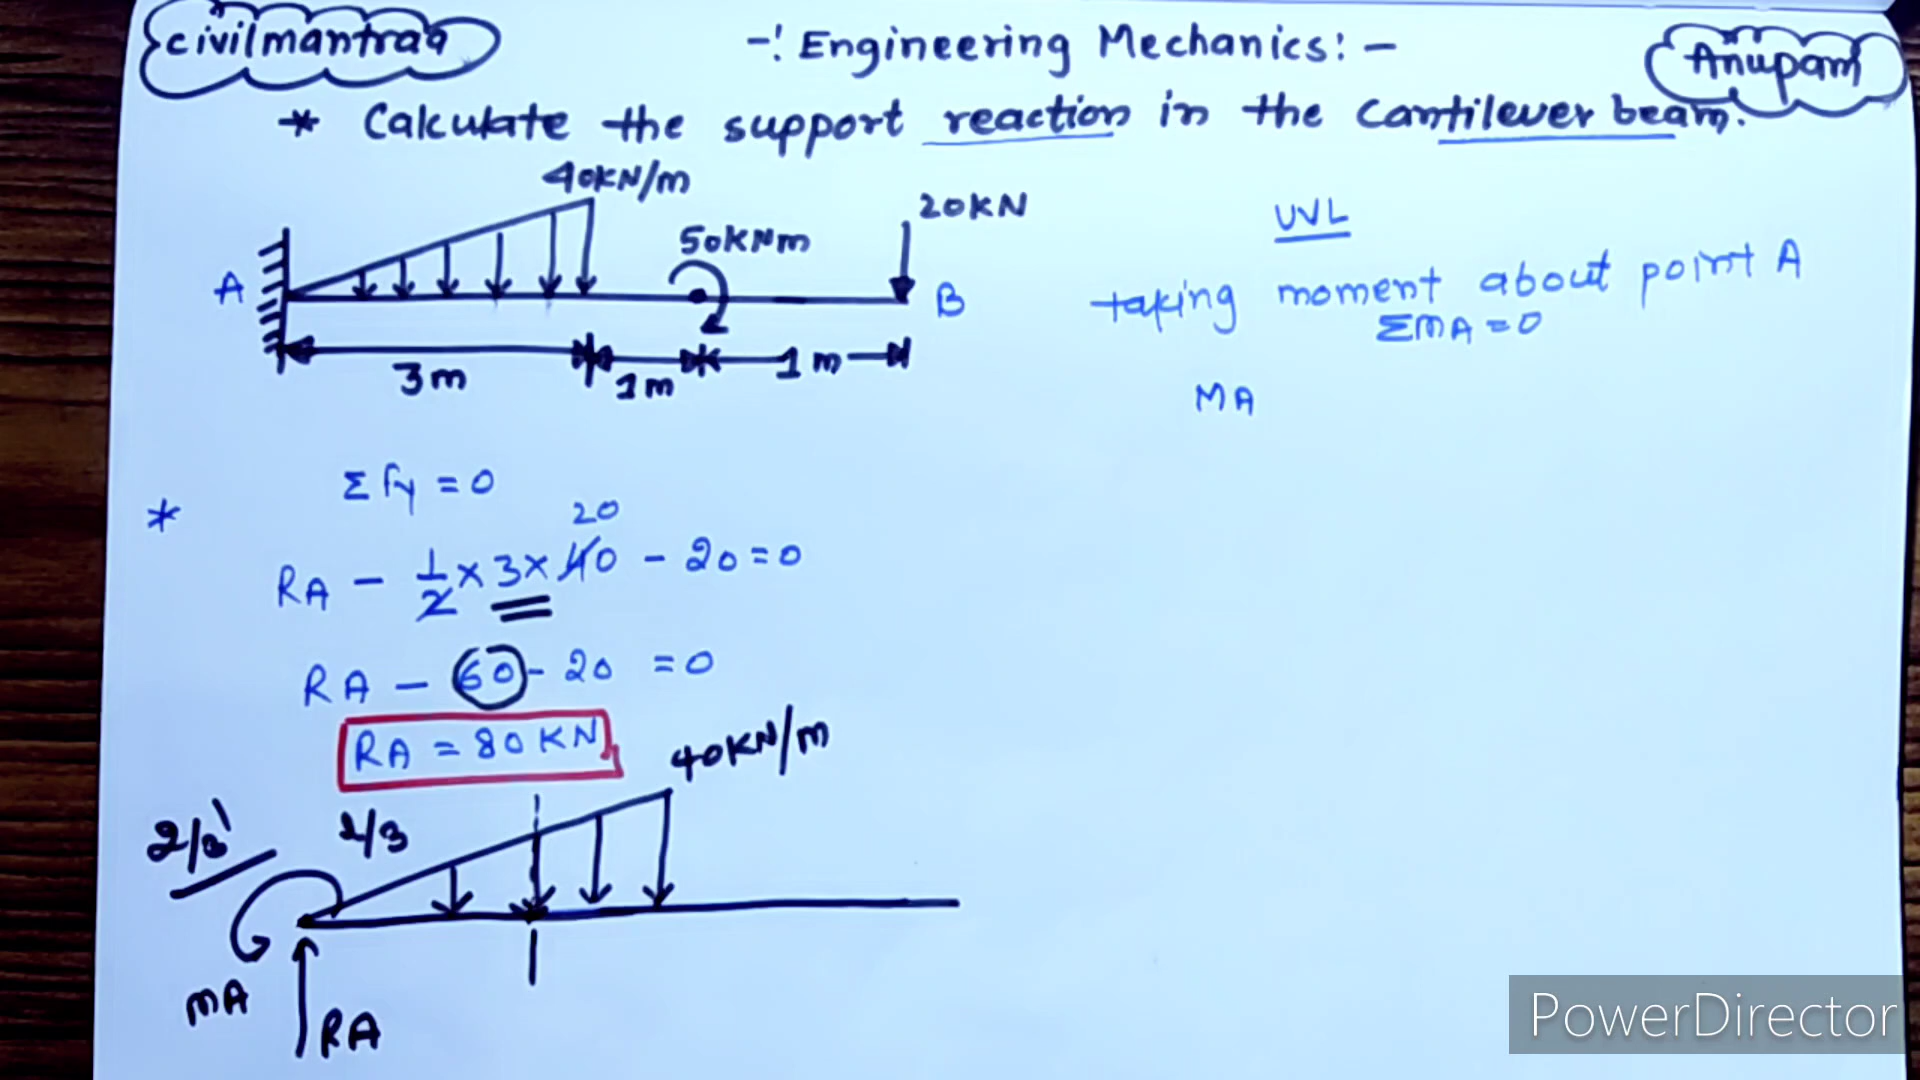 civilmantraa
-: Engineering Mechanics: -
Anupam
* Calculate the support reaction in the cantilever beam.
40KN/m
20KN
50KNm
A
B
3m
1m
1m
UVL
taking moment about point A
ΣMA = 0
MA
* Σfy = 0
20
RA - 1/2 × 3 × 40 - 20 = 0
RA - 60 - 20 = 0
RA = 80 KN
40KN/m
2/3
2/3
MA
RA
PowerDirector